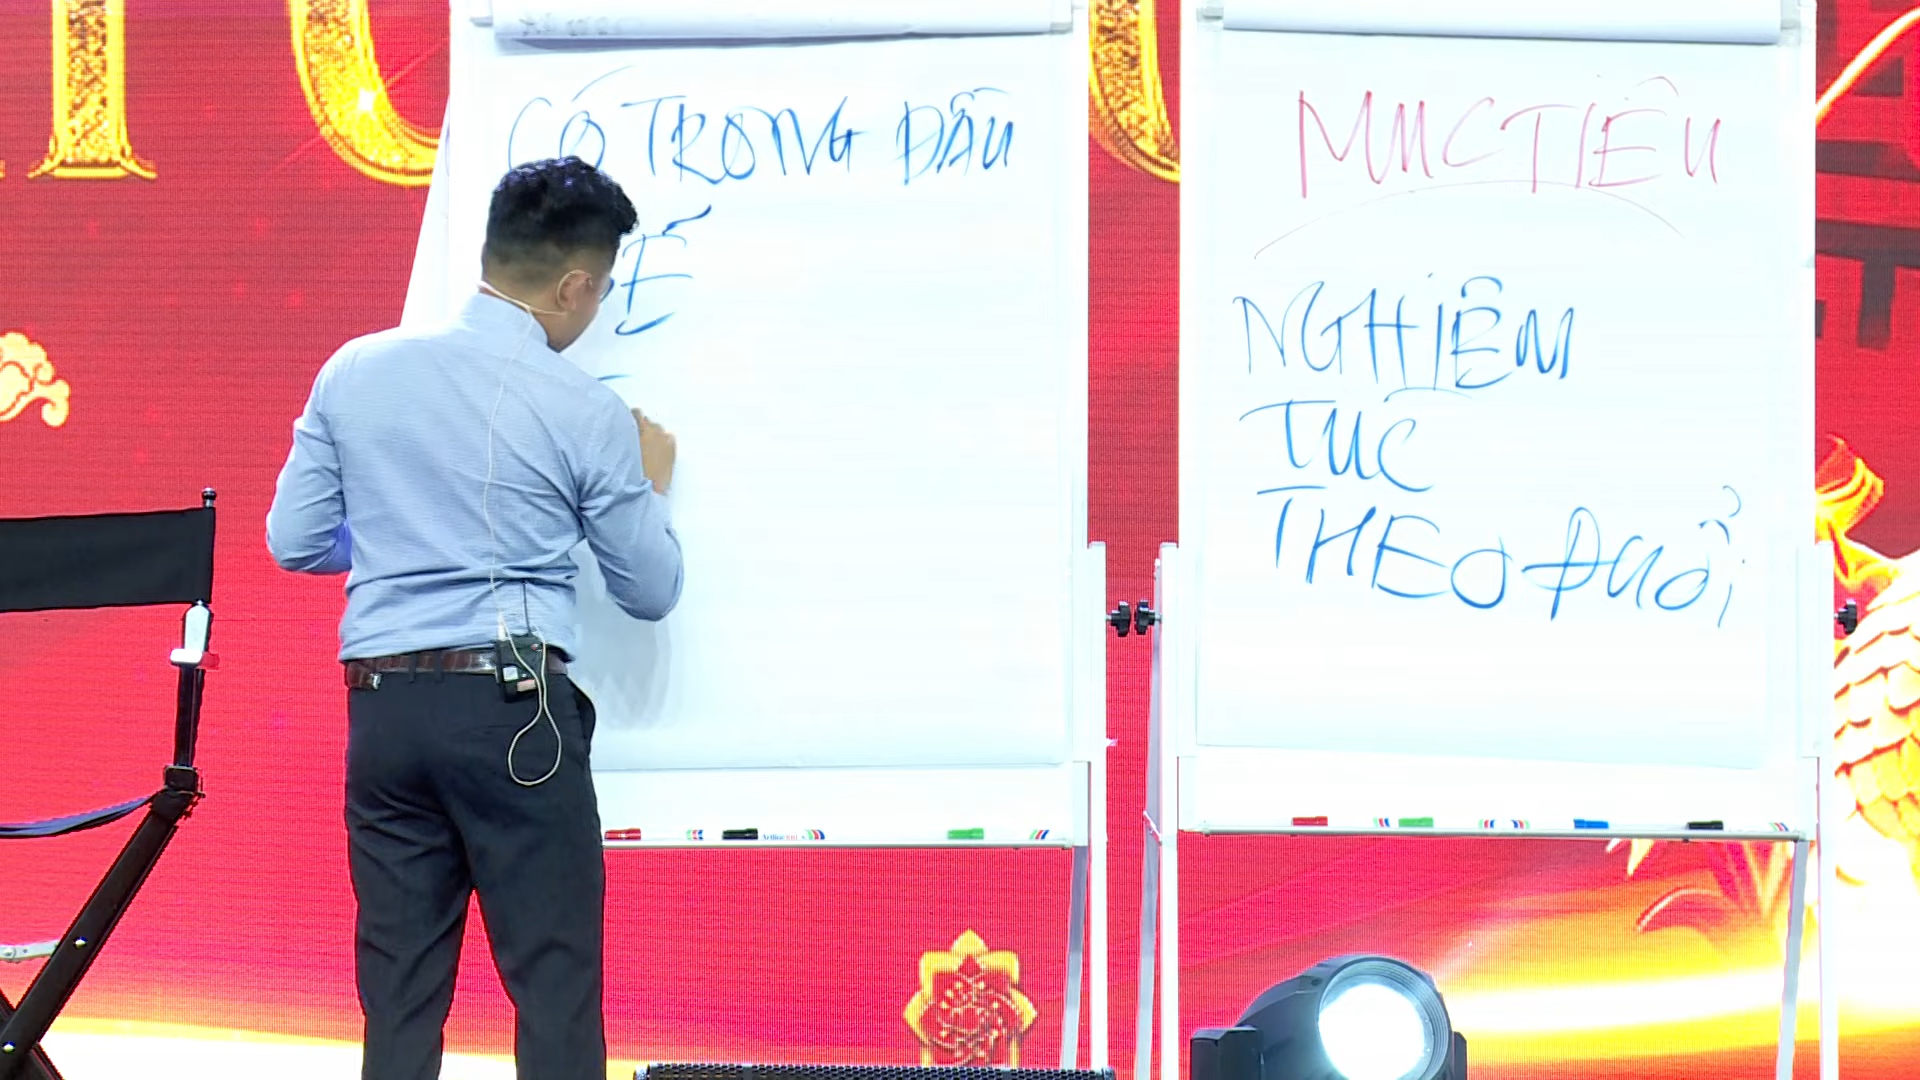 CÓ TRONG ĐẦU
MỤC TIÊU
NGHIÊM
TÚC
THEO ĐUỔI